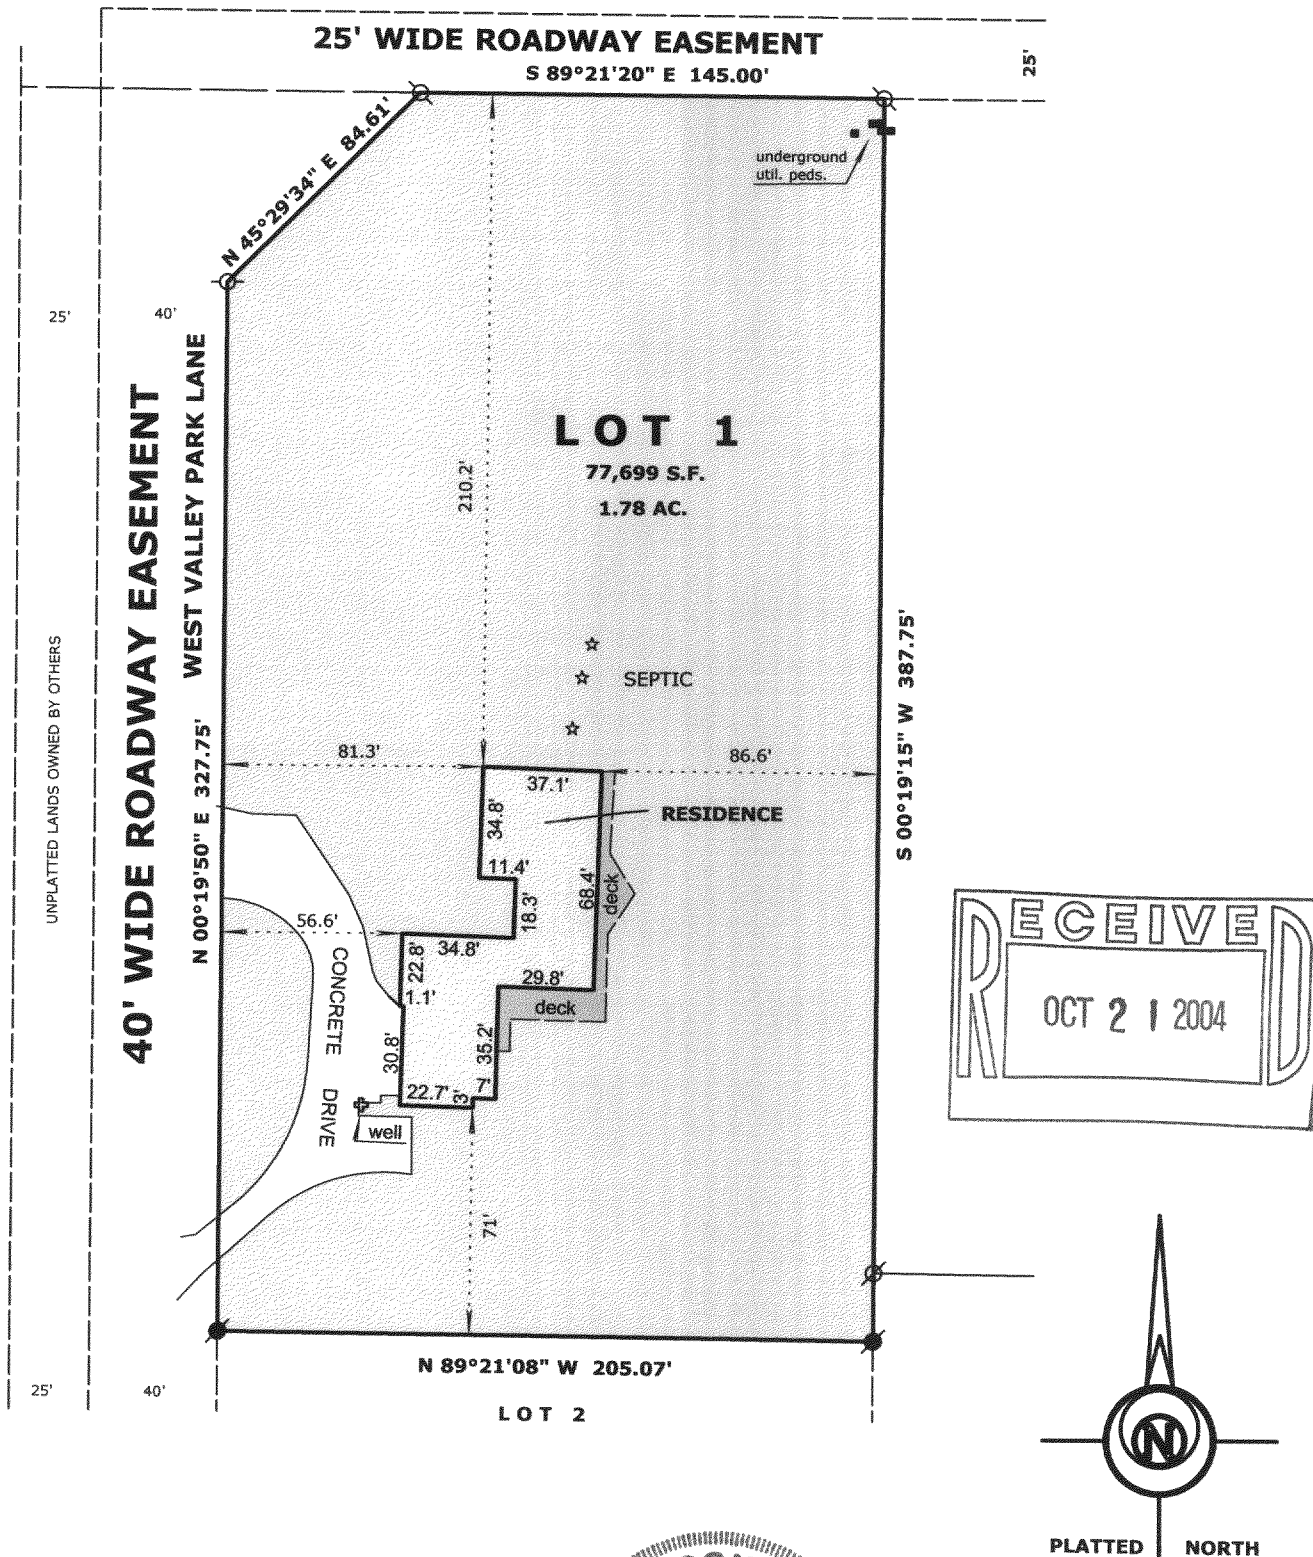 25' WIDE ROADWAY EASEMENT
25'
S 89°21'20" E 145.00'
N 45°29'34" E 84.61'
underground
util. peds.
25'
40'
40' WIDE ROADWAY EASEMENT
WEST VALLEY PARK LANE
LOT 1
77,699 S.F.
1.78 AC.
210.2'
UNPLATTED LANDS OWNED BY OTHERS
N 00°19'50" E 327.75'
S 00°19'15" W 387.75'
SEPTIC
81.3'
86.6'
37.1'
34.8'
RESIDENCE
11.4'
18.3'
68.4'
deck
56.6'
34.8'
22.8'
1.1'
29.8'
deck
CONCRETE DRIVE
30.8'
35.2'
22.7'
3'
7'
well
71'
RECEIVED
OCT 21 2004
N 89°21'08" W 205.07'
25'
40'
LOT 2
N
PLATTED NORTH